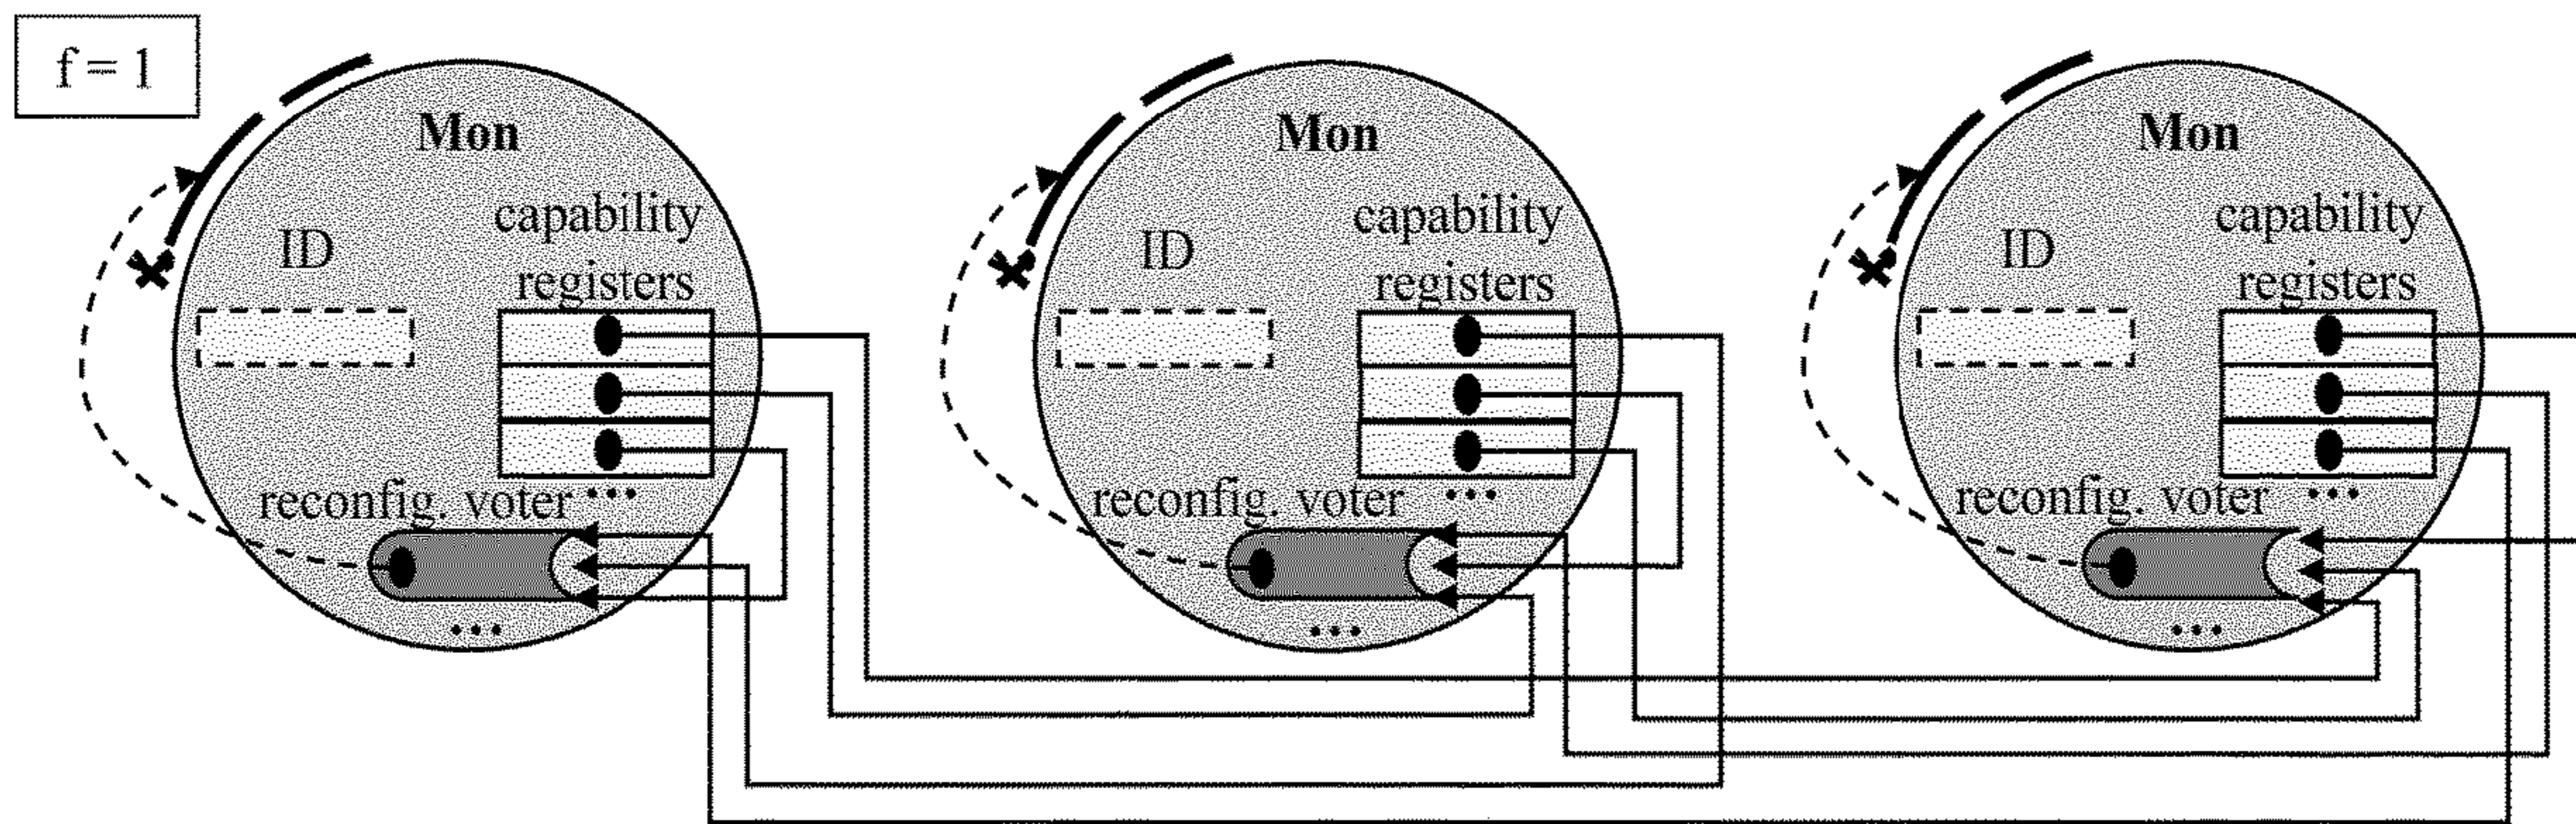 f = 1
Mon
ID
capability
registers
...
reconfig. voter
...
Mon
ID
capability
registers
...
reconfig. voter
...
Mon
ID
capability
registers
...
reconfig. voter
...